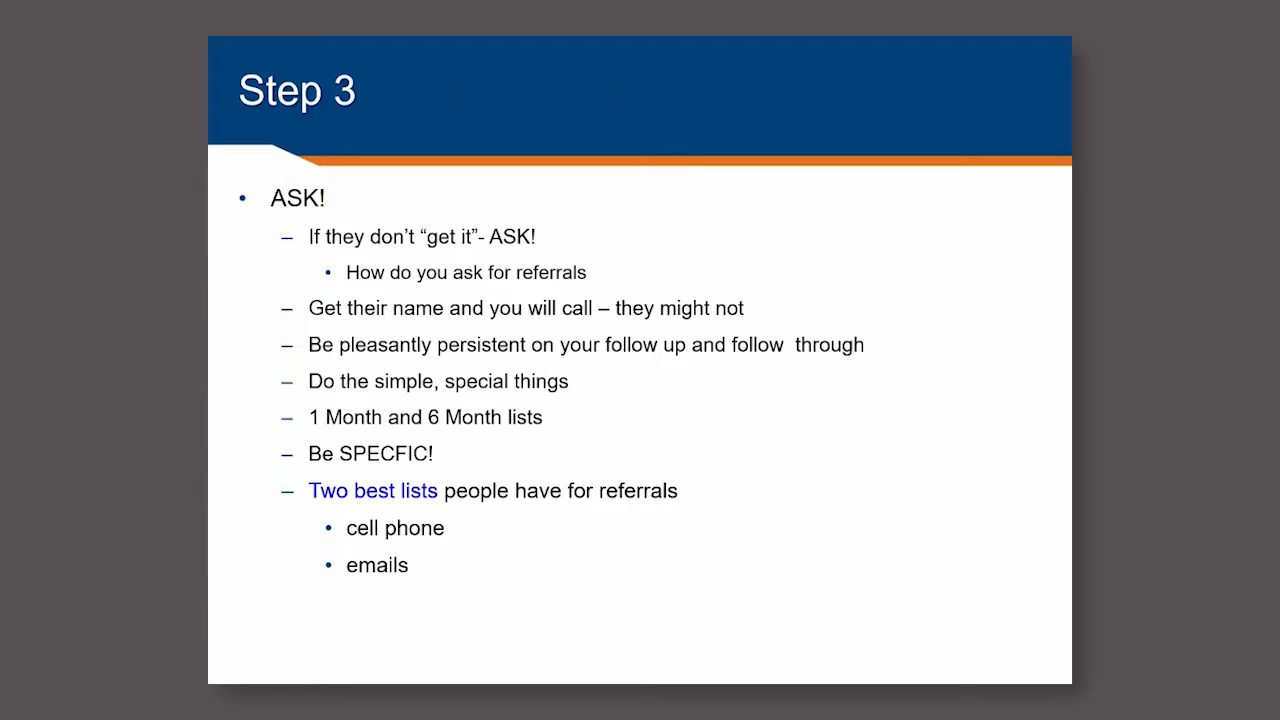 Step 3
• ASK!
– If they don’t “get it”- ASK!
• How do you ask for referrals
– Get their name and you will call – they might not
– Be pleasantly persistent on your follow up and follow  through
– Do the simple, special things
– 1 Month and 6 Month lists
– Be SPECFIC!
– Two best lists people have for referrals
• cell phone
• emails